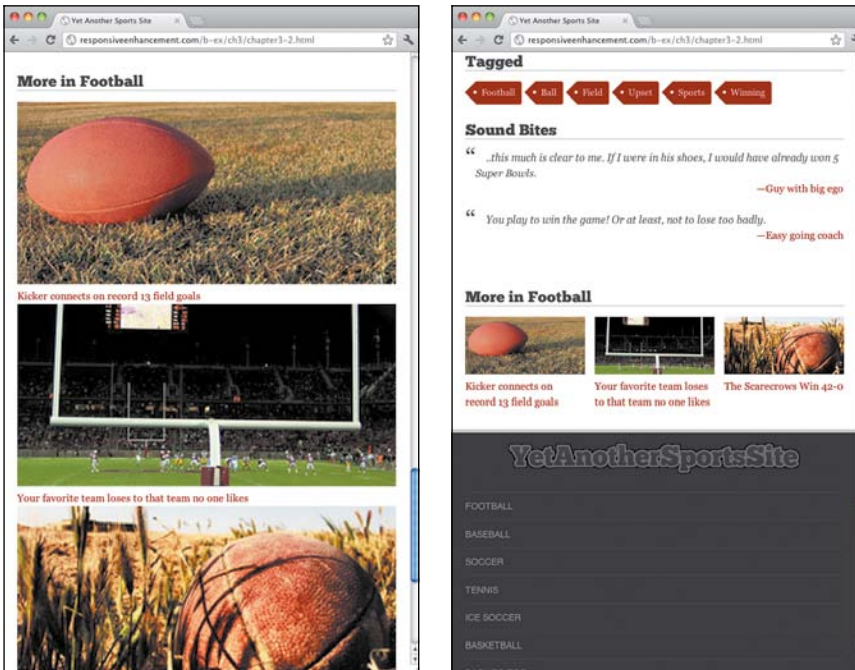 Yet Another Sports Site
responsiveenhancement.com/b-ex/ch3/chapter3-2.html
More in Football
Kicker connects on record 13 field goals
Your favorite team loses to that team no one likes
Yet Another Sports Site
responsiveenhancement.com/b-ex/ch3/chapter3-2.html
Tagged
Football
Ball
Field
Upset
Sports
Winning
Sound Bites
“ ..this much is clear to me. If I were in his shoes, I would have already won 5
Super Bowls.
—Guy with big ego
“ You play to win the game! Or at least, not to lose too badly.
—Easy going coach
More in Football
Kicker connects on
record 13 field goals
Your favorite team loses
to that team no one likes
The Scarecrows Win 42-0
YetAnotherSportsSite
FOOTBALL
BASEBALL
SOCCER
TENNIS
ICE SOCCER
BASKETBALL